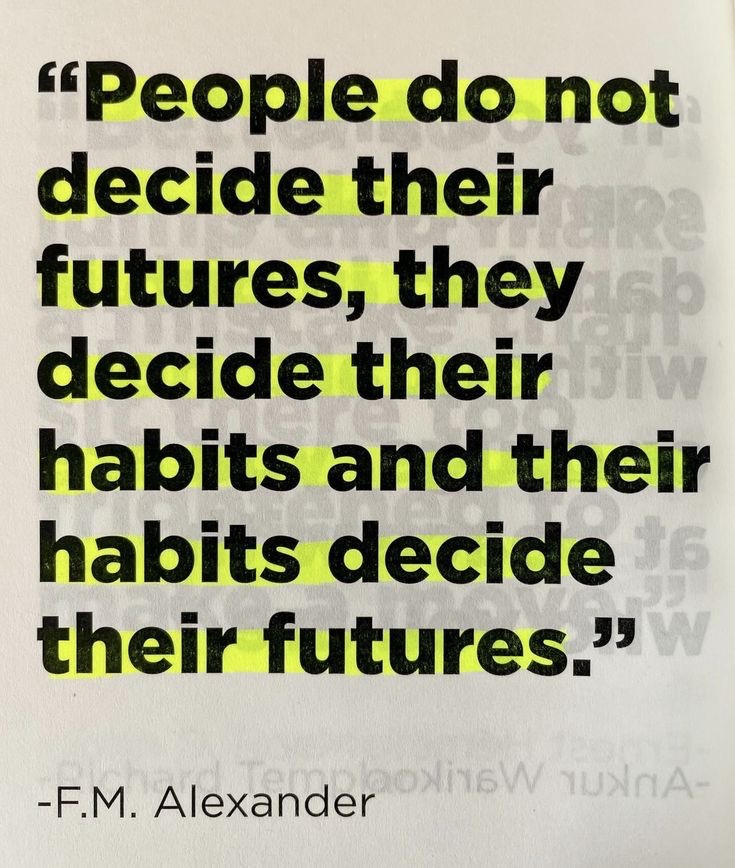 “People do not
decide their
futures, they
decide their
habits and their
habits decide
their futures.”
-F.M. Alexander